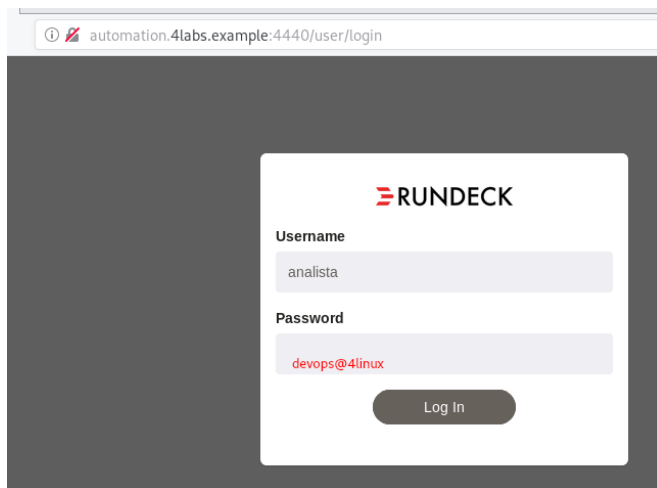 automation.4labs.example:4440/user/login
RUNDECK
Username
analista
Password
devops@4linux
Log In